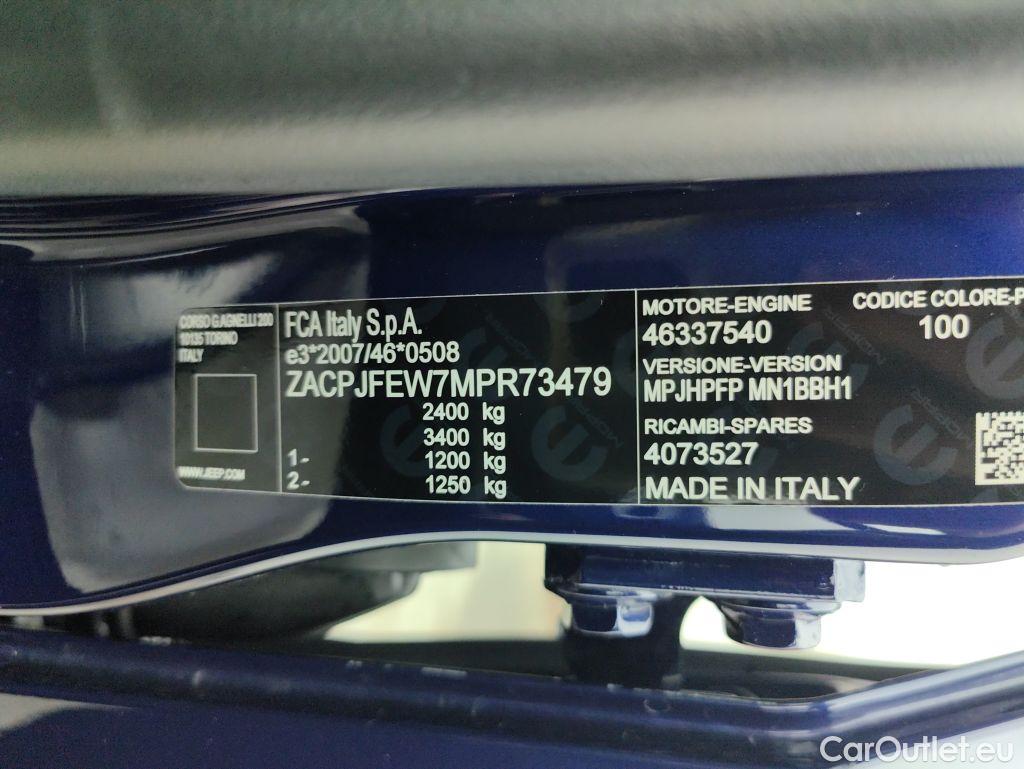 CORSO G.AGNELLI 200
10135 TORINO
ITALY
WWW.JEEP.COM
FCA Italy S.p.A.
e3*2007/46*0508
ZACPJFEW7MPR73479
2400 kg
3400 kg
1- 1200 kg
2- 1250 kg
MOTORE-ENGINE
46337540
VERSIONE-VERSION
MPJHPFP MN1BBH1
RICAMBI-SPARES
4073527
MADE IN ITALY
CODICE COLORE-P
100
CarOutlet.eu